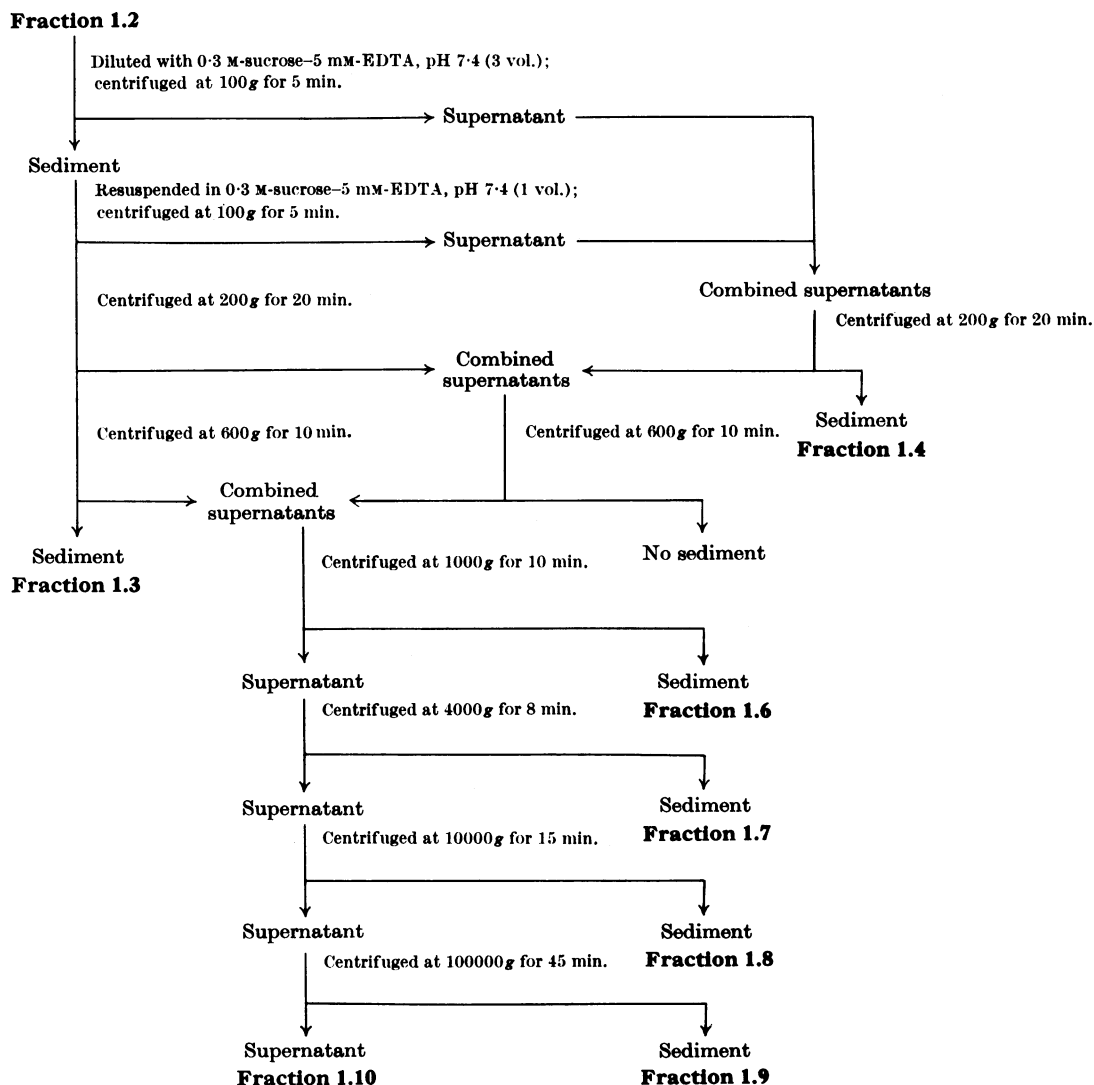 Fraction 1.2
Diluted with 0·3 M-sucrose–5 mM-EDTA, pH 7·4 (3 vol.);
centrifuged at 100g for 5 min.
Supernatant
Sediment
Resuspended in 0·3 M-sucrose–5 mM-EDTA, pH 7·4 (1 vol.);
centrifuged at 100g for 5 min.
Supernatant
Centrifuged at 200g for 20 min.
Combined supernatants
Centrifuged at 200g for 20 min.
Combined
supernatants
Sediment
Fraction 1.4
Centrifuged at 600g for 10 min.
Centrifuged at 600g for 10 min.
Combined
supernatants
Sediment
Fraction 1.3
No sediment
Centrifuged at 1000g for 10 min.
Supernatant
Sediment
Fraction 1.6
Centrifuged at 4000g for 8 min.
Supernatant
Sediment
Fraction 1.7
Centrifuged at 10000g for 15 min.
Supernatant
Sediment
Fraction 1.8
Centrifuged at 100000g for 45 min.
Supernatant
Fraction 1.10
Sediment
Fraction 1.9